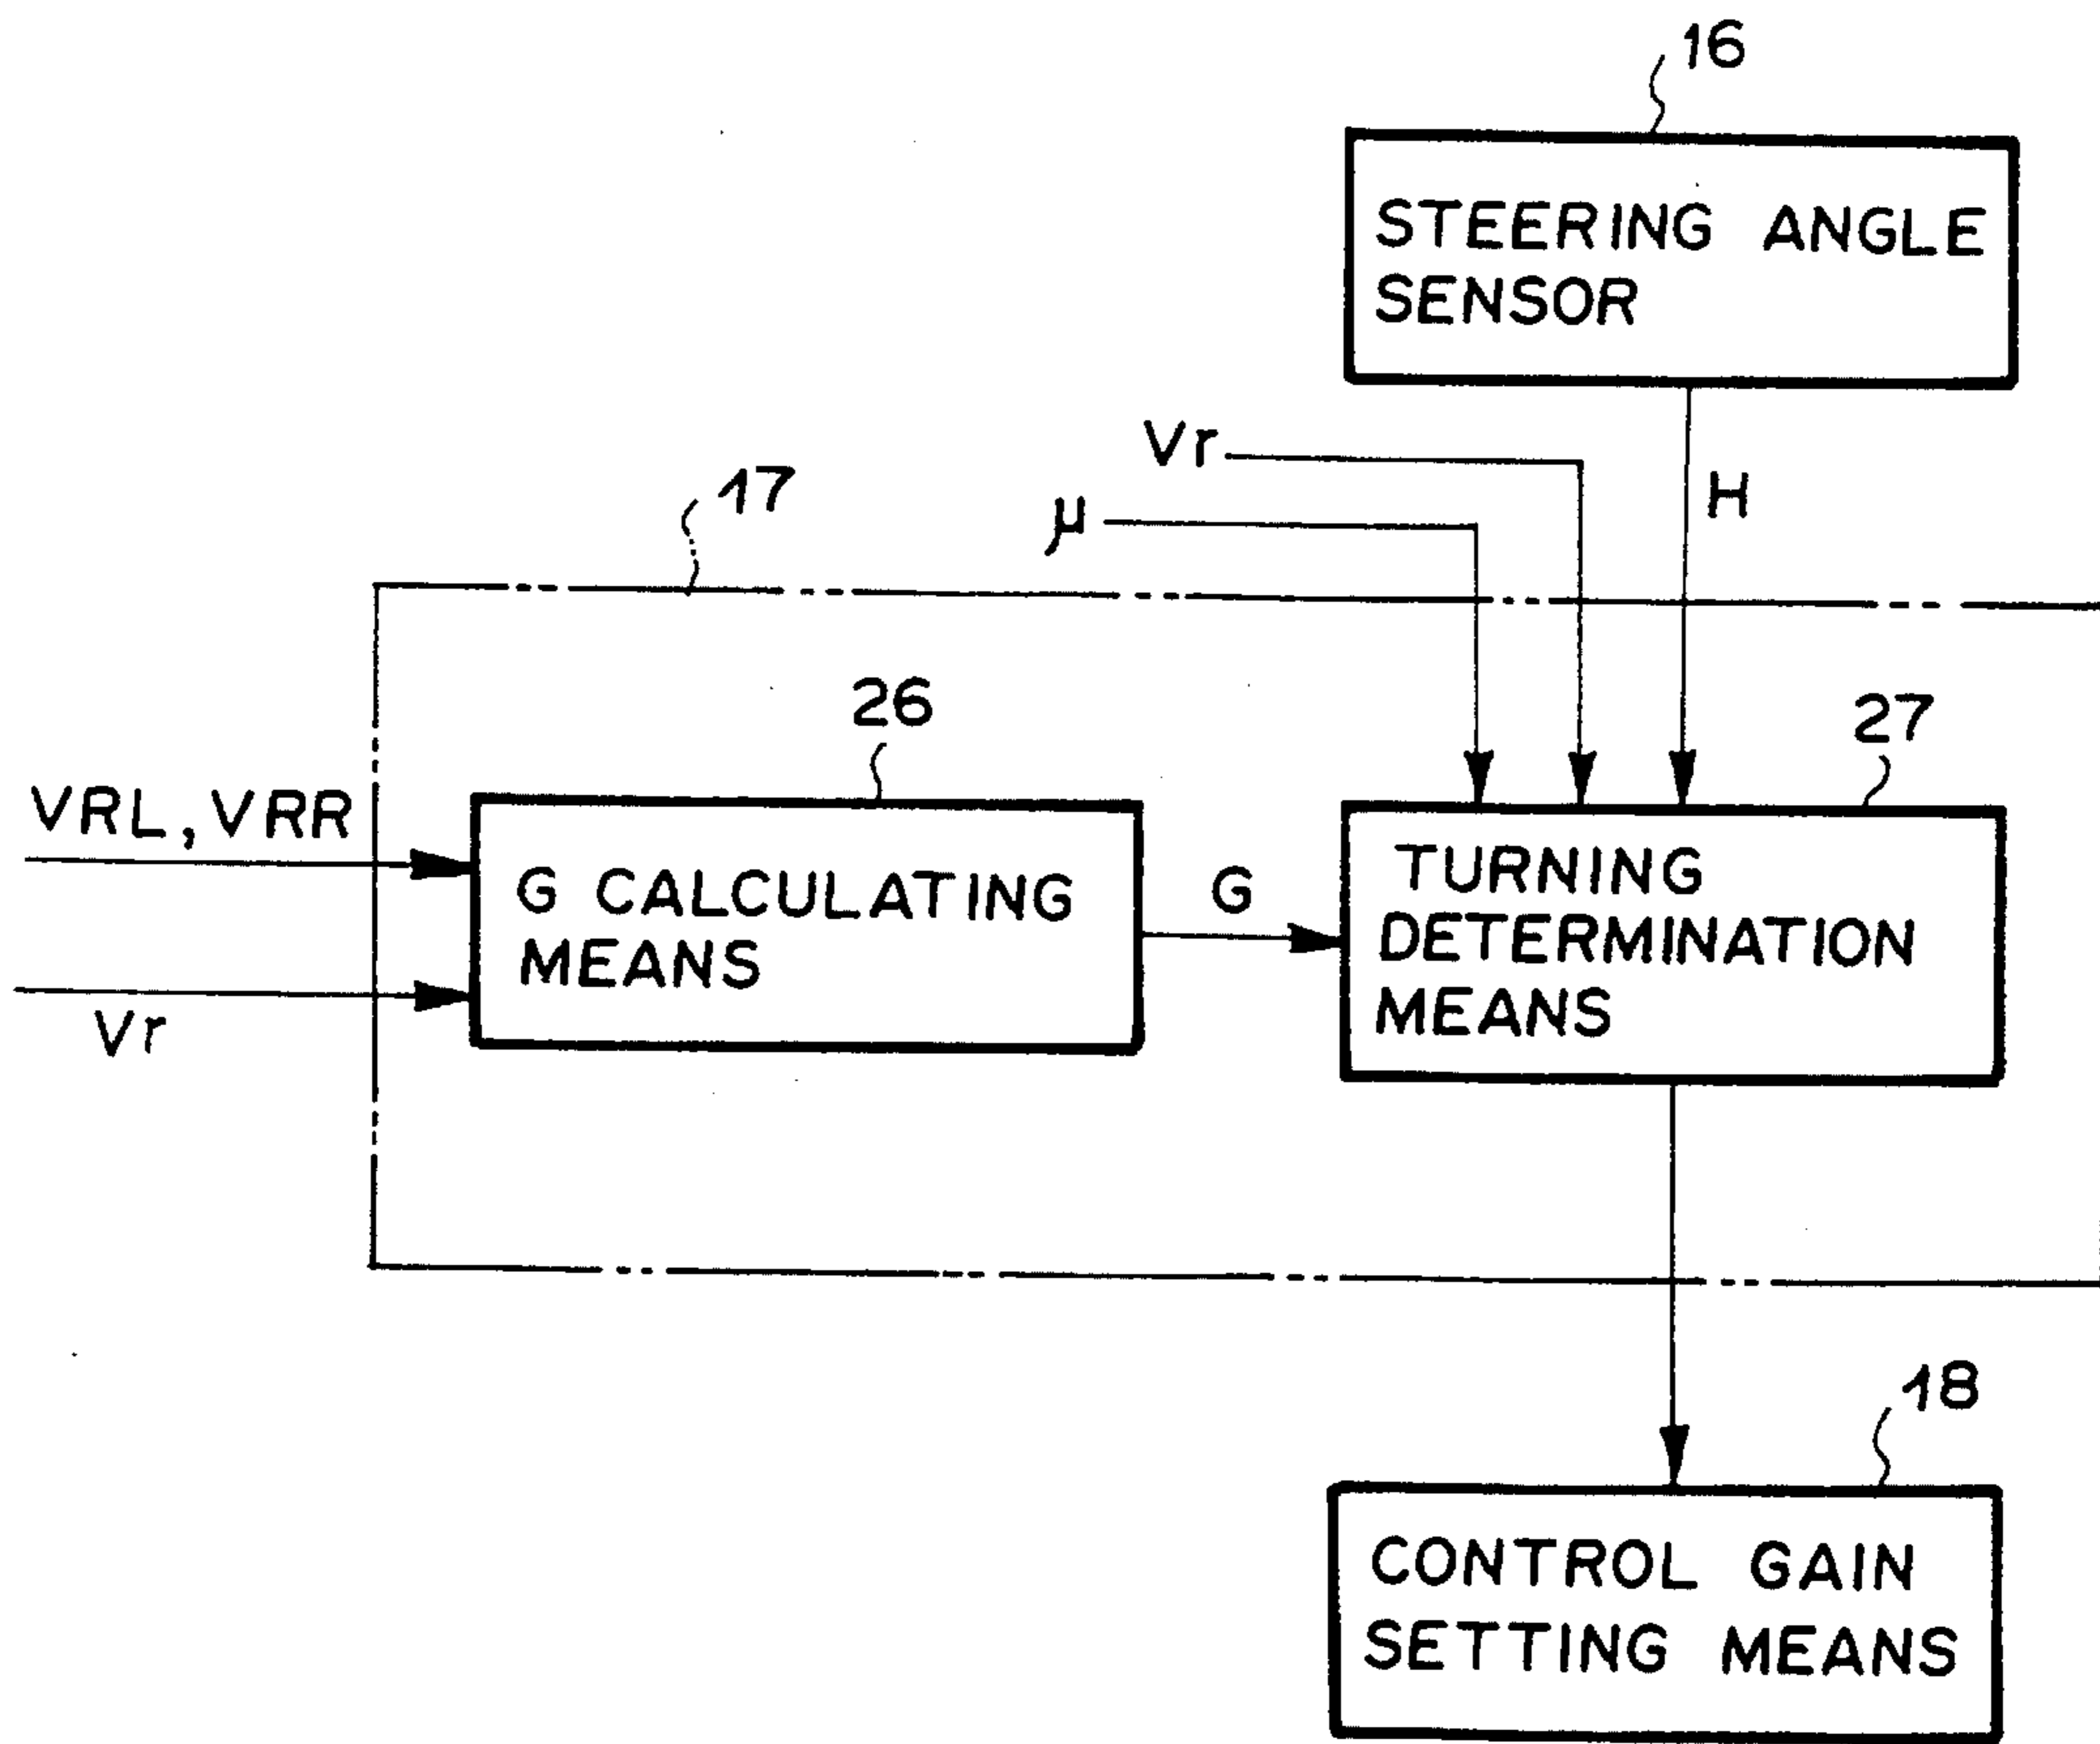 16
STEERING ANGLE
SENSOR
Vr
H
17
μ
26
27
VRL, VRR
G CALCULATING
MEANS
G
TURNING
DETERMINATION
MEANS
Vr
18
CONTROL GAIN
SETTING MEANS